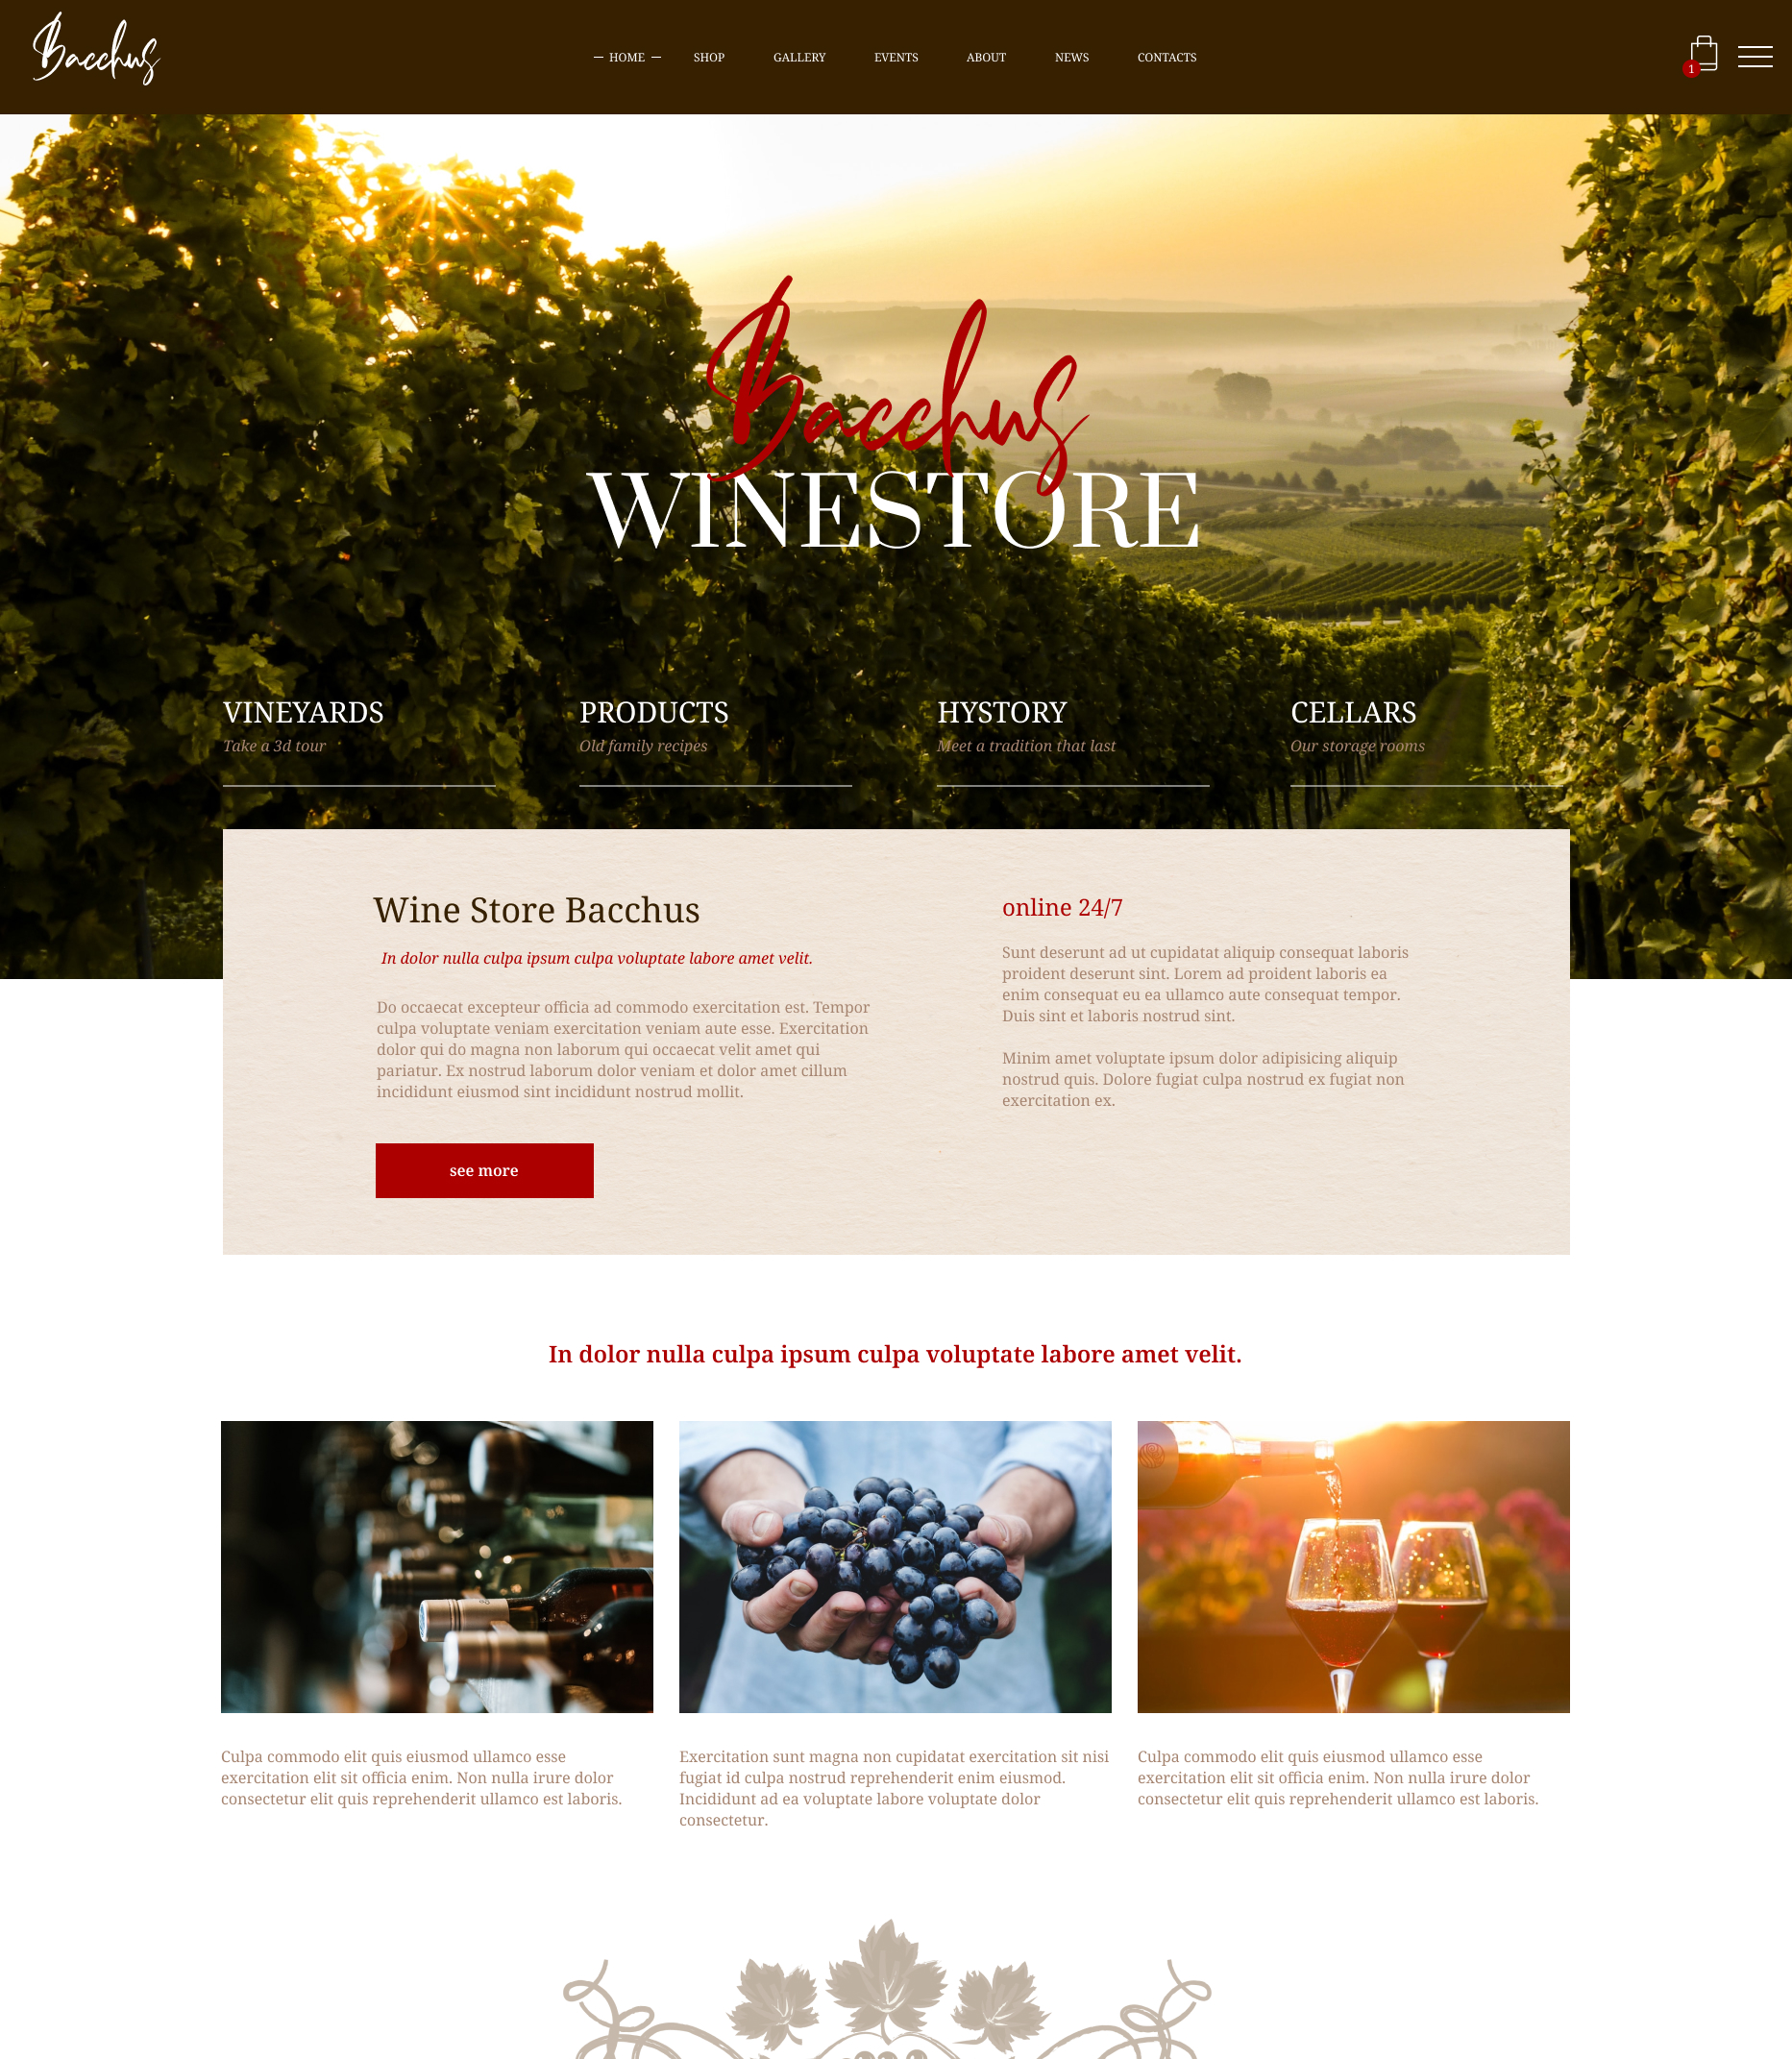 Bacchus
HOME SHOP GALLERY EVENTS ABOUT NEWS CONTACTS
1
Bacchus
WINESTORE
VINEYARDS
Take a 3d tour
PRODUCTS
Old family recipes
HYSTORY
Meet a tradition that last
CELLARS
Our storage rooms
Wine Store Bacchus
In dolor nulla culpa ipsum culpa voluptate labore amet velit.
Do occaecat excepteur officia ad commodo exercitation est. Tempor
culpa voluptate veniam exercitation veniam aute esse. Exercitation
dolor qui do magna non laborum qui occaecat velit amet qui
pariatur. Ex nostrud laborum dolor veniam et dolor amet cillum
incididunt eiusmod sint incididunt nostrud mollit.
see more
online 24/7
Sunt deserunt ad ut cupidatat aliquip consequat laboris
proident deserunt sint. Lorem ad proident laboris ea
enim consequat eu ea ullamco aute consequat tempor.
Duis sint et laboris nostrud sint.
Minim amet voluptate ipsum dolor adipisicing aliquip
nostrud quis. Dolore fugiat culpa nostrud ex fugiat non
exercitation ex.
In dolor nulla culpa ipsum culpa voluptate labore amet velit.
Culpa commodo elit quis eiusmod ullamco esse
exercitation elit sit officia enim. Non nulla irure dolor
consectetur elit quis reprehenderit ullamco est laboris.
Exercitation sunt magna non cupidatat exercitation sit nisi
fugiat id culpa nostrud reprehenderit enim eiusmod.
Incididunt ad ea voluptate labore voluptate dolor
consectetur.
Culpa commodo elit quis eiusmod ullamco esse
exercitation elit sit officia enim. Non nulla irure dolor
consectetur elit quis reprehenderit ullamco est laboris.